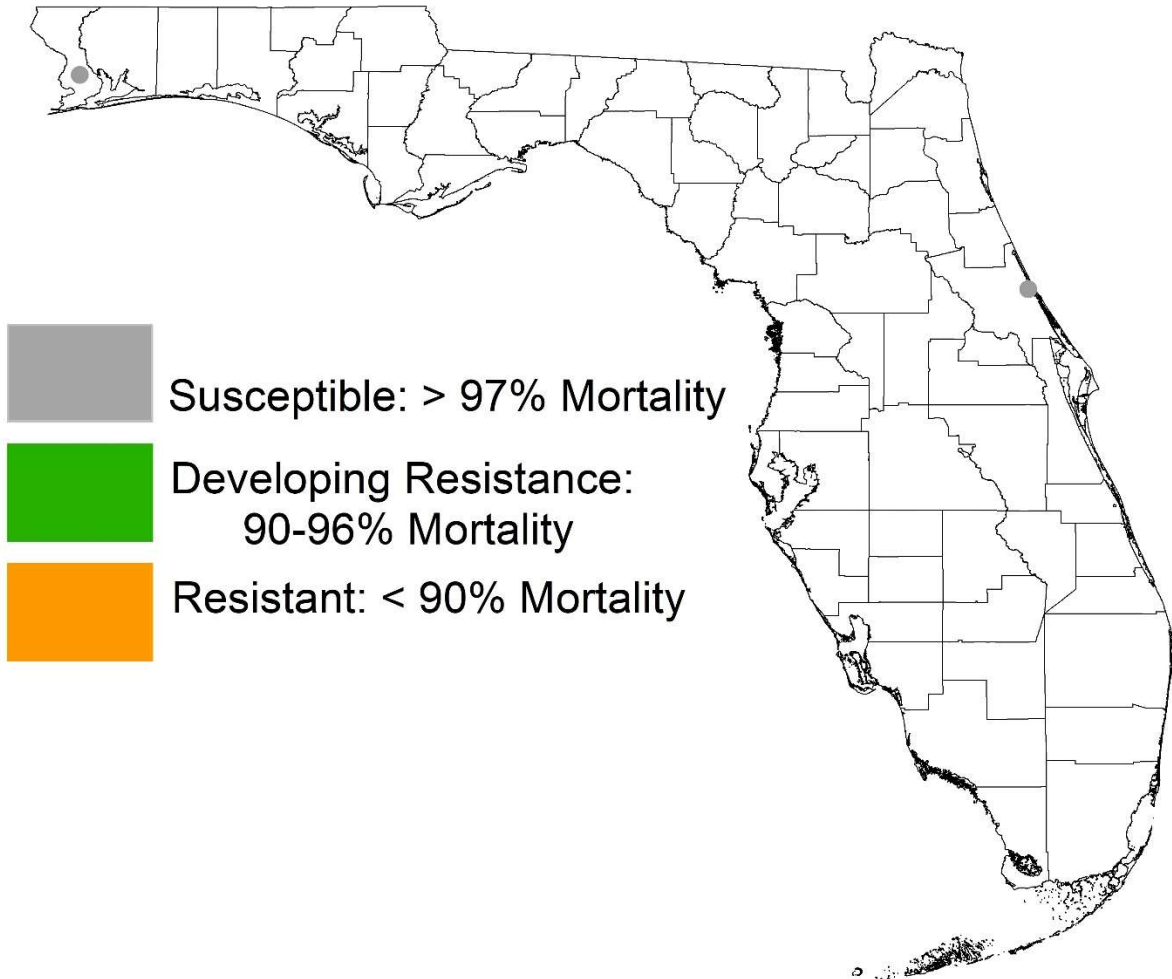 Susceptible: > 97% Mortality
Developing Resistance:
90-96% Mortality
Resistant: < 90% Mortality